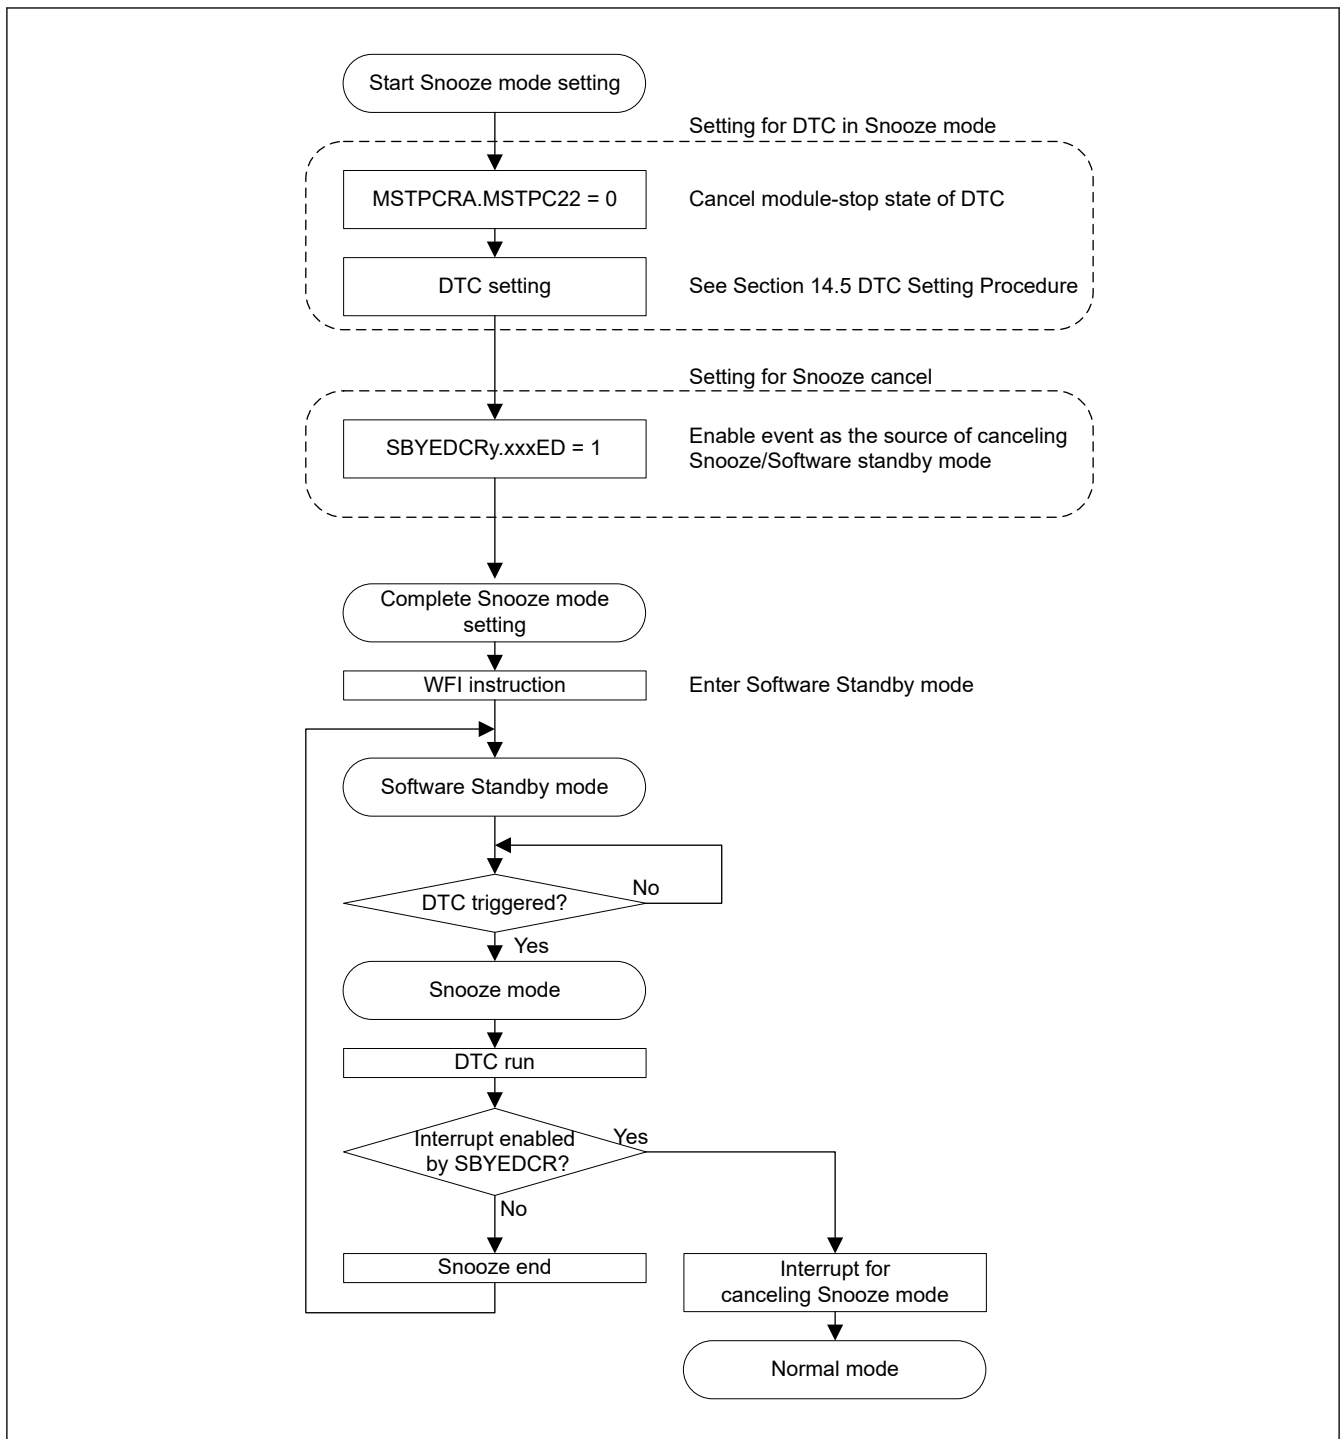 Start Snooze mode setting
Setting for DTC in Snooze mode
MSTPCRA.MSTPC22 = 0
Cancel module-stop state of DTC
DTC setting
See Section 14.5 DTC Setting Procedure
Setting for Snooze cancel
SBYEDCRy.xxxED = 1
Enable event as the source of canceling
Snooze/Software standby mode
Complete Snooze mode
setting
WFI instruction
Enter Software Standby mode
Software Standby mode
DTC triggered?
No
Yes
Snooze mode
DTC run
Interrupt enabled
by SBYEDCR?
Yes
No
Snooze end
Interrupt for
canceling Snooze mode
Normal mode